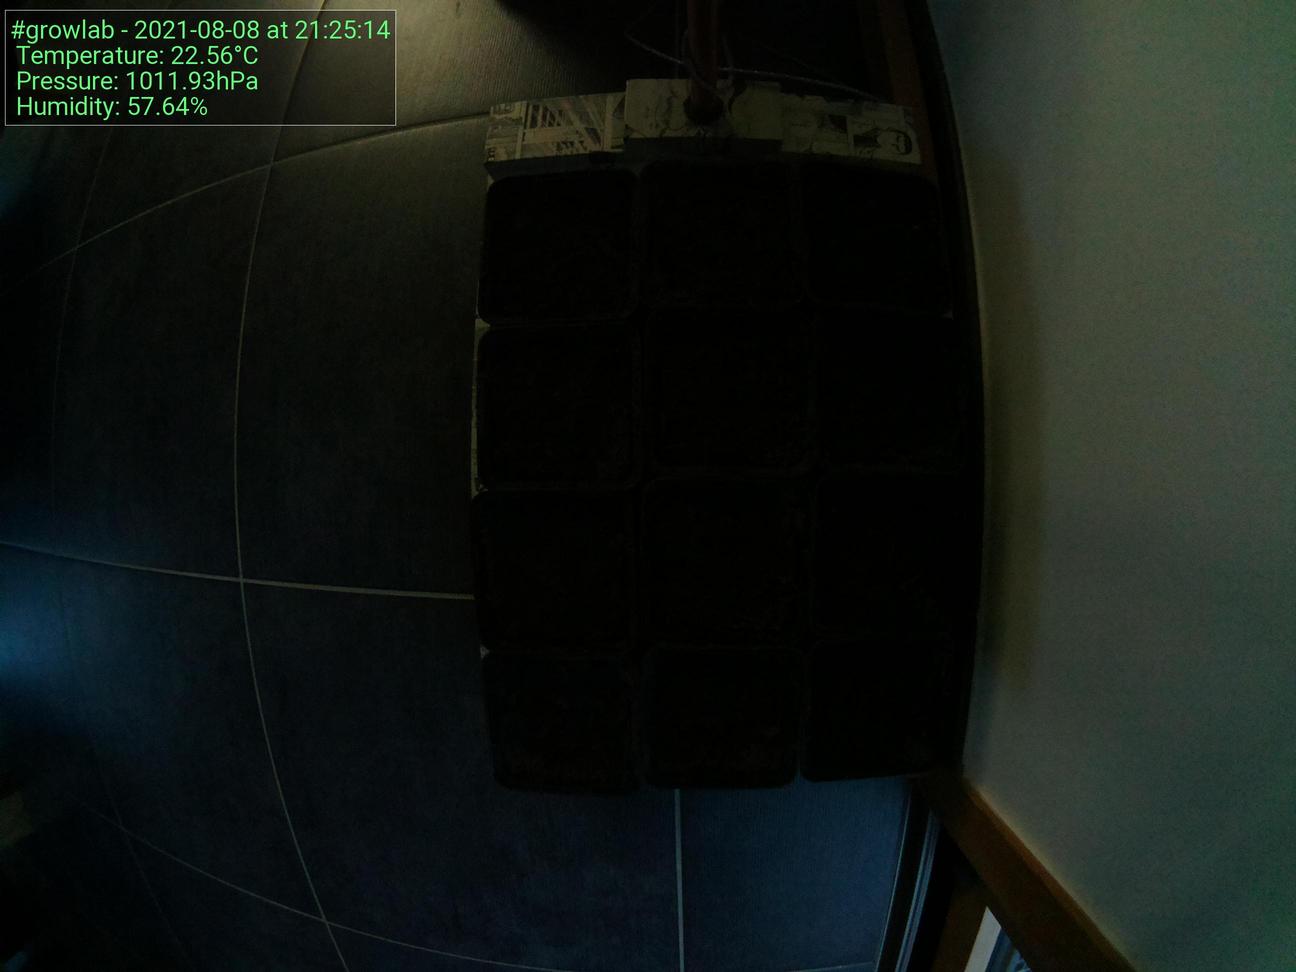 #growlab - 2021-08-08 at 21:25:14
Temperature: 22.56°C
Pressure: 1011.93hPa
Humidity: 57.64%